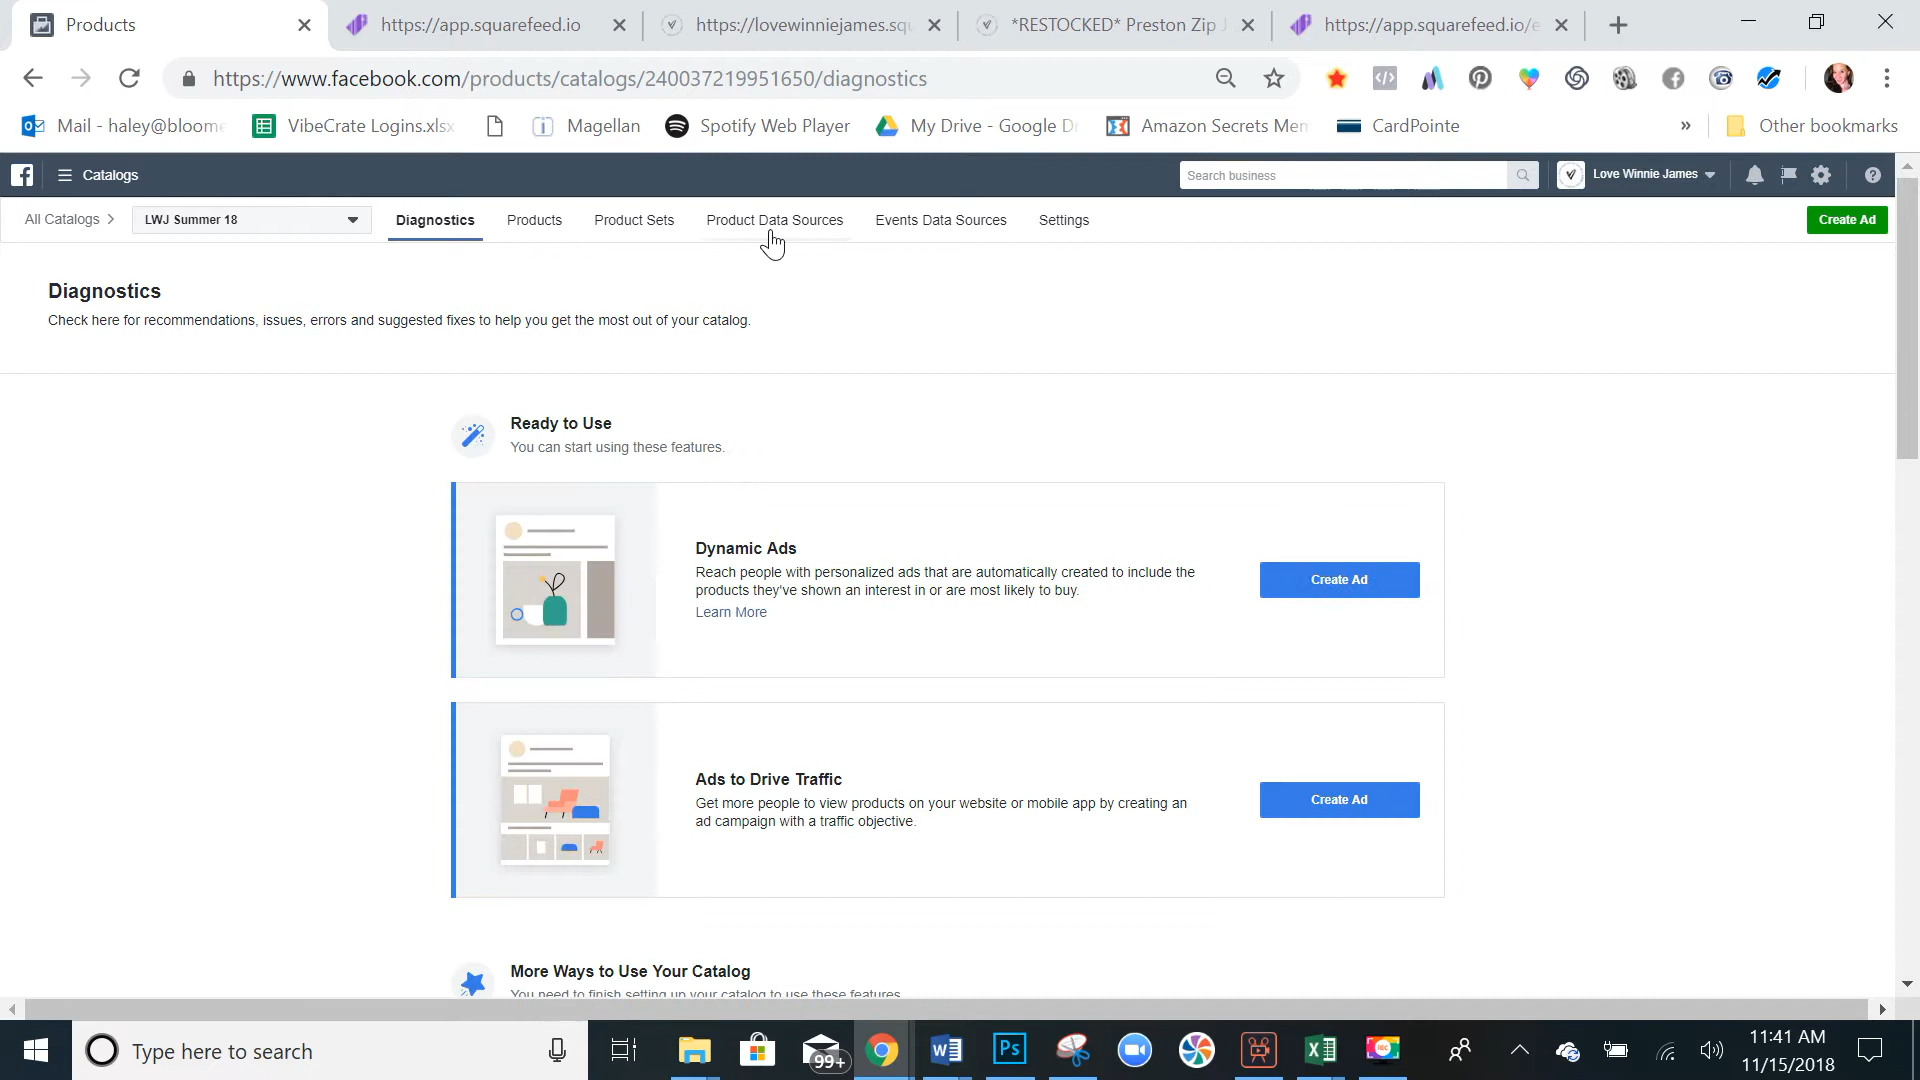 Products
https://app.squarefeed.io
https://lovewinniejames.squ
*RESTOCKED* Preston Zip J
https://app.squarefeed.io/e
https://www.facebook.com/products/catalogs/240037219951650/diagnostics
Mail - haley@bloome
VibeCrate Logins.xlsx
Magellan
Spotify Web Player
My Drive - Google Dr
Amazon Secrets Mem
CardPointe
»
Other bookmarks
Catalogs
Search business
Love Winnie James
All Catalogs
LWJ Summer 18
Diagnostics
Products
Product Sets
Product Data Sources
Events Data Sources
Settings
Create Ad
Diagnostics
Check here for recommendations, issues, errors and suggested fixes to help you get the most out of your catalog.
Ready to Use
You can start using these features.
Dynamic Ads
Reach people with personalized ads that are automatically created to include the
products they've shown an interest in or are most likely to buy.
Learn More
Create Ad
Ads to Drive Traffic
Get more people to view products on your website or mobile app by creating an
ad campaign with a traffic objective.
Create Ad
More Ways to Use Your Catalog
You need to finish setting up your catalog to use these features.
Type here to search
99+
Ps
REC
11:41 AM
11/15/2018